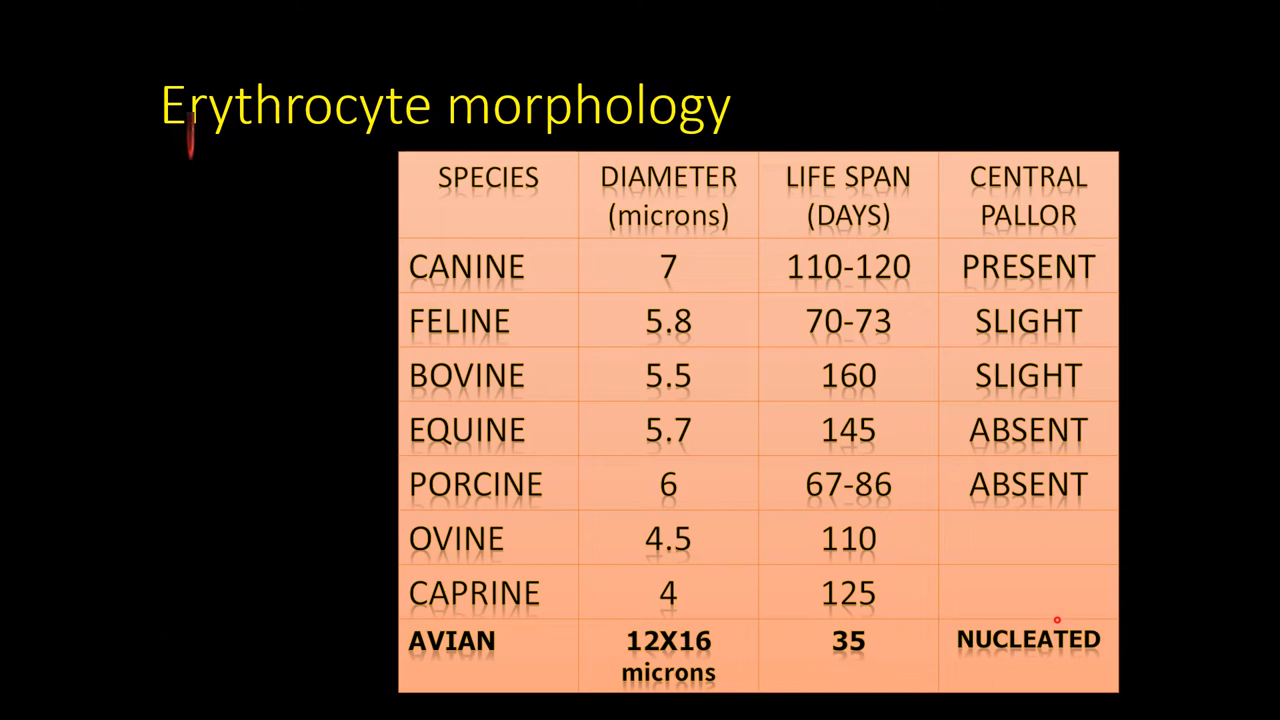 Erythrocyte morphology
SPECIES DIAMETER (microns) LIFE SPAN (DAYS) CENTRAL PALLOR
CANINE 7 110-120 PRESENT
FELINE 5.8 70-73 SLIGHT
BOVINE 5.5 160 SLIGHT
EQUINE 5.7 145 ABSENT
PORCINE 6 67-86 ABSENT
OVINE 4.5 110
CAPRINE 4 125
AVIAN 12X16 microns 35 NUCLEATED